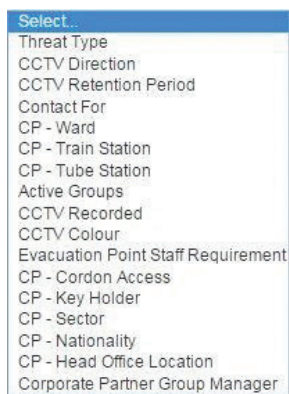 Select...
Threat Type
CCTV Direction
CCTV Retention Period
Contact For
CP - Ward
CP - Train Station
CP - Tube Station
Active Groups
CCTV Recorded
CCTV Colour
Evacuation Point Staff Requirement
CP - Cordon Access
CP - Key Holder
CP - Sector
CP - Nationality
CP - Head Office Location
Corporate Partner Group Manager